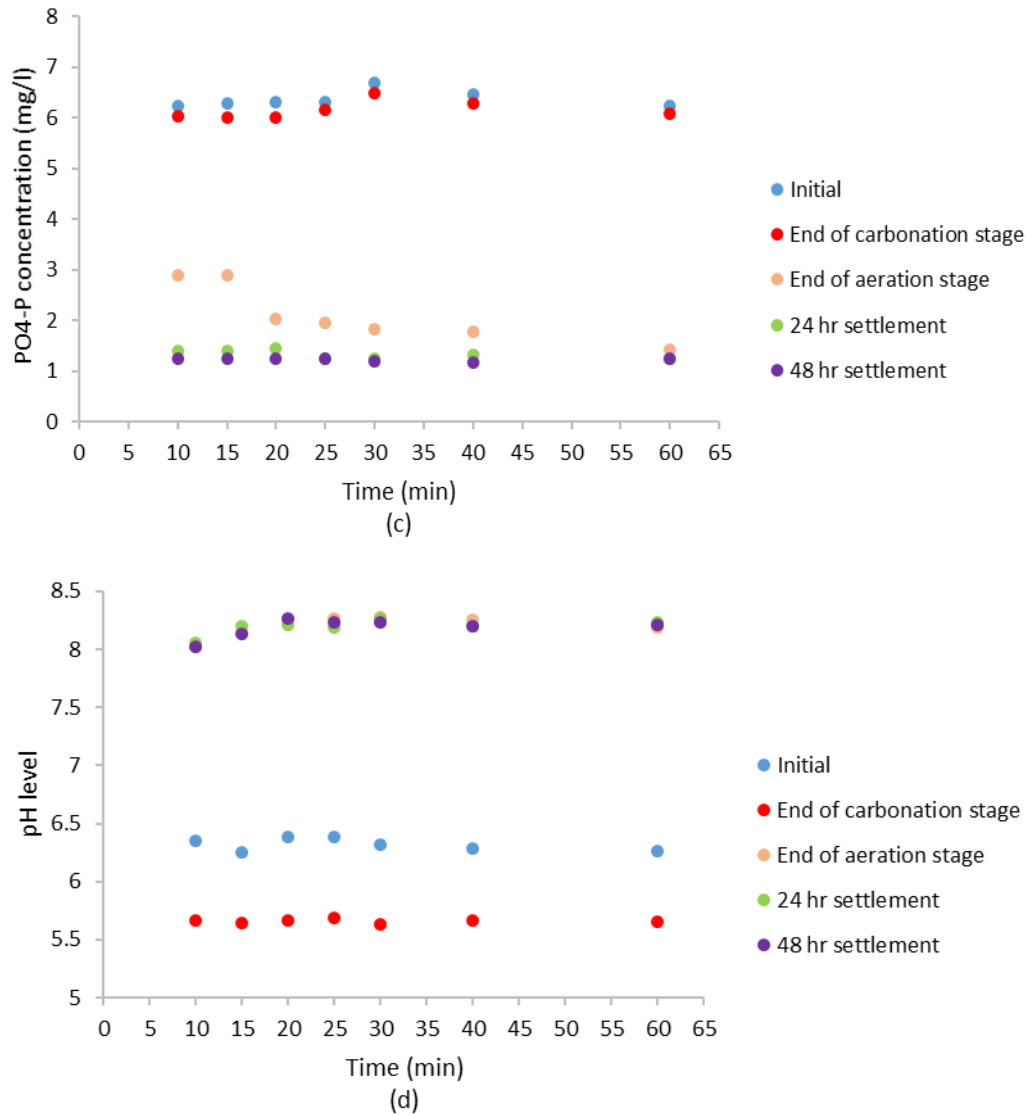 8
7
6
5
4
3
2
1
0
PO4-P concentration (mg/l)
0 5 10 15 20 25 30 35 40 45 50 55 60 65
Time (min)
(c)
Initial
End of carbonation stage
End of aeration stage
24 hr settlement
48 hr settlement
8.5
8
7.5
7
6.5
6
5.5
5
pH level
0 5 10 15 20 25 30 35 40 45 50 55 60 65
Time (min)
(d)
Initial
End of carbonation stage
End of aeration stage
24 hr settlement
48 hr settlement